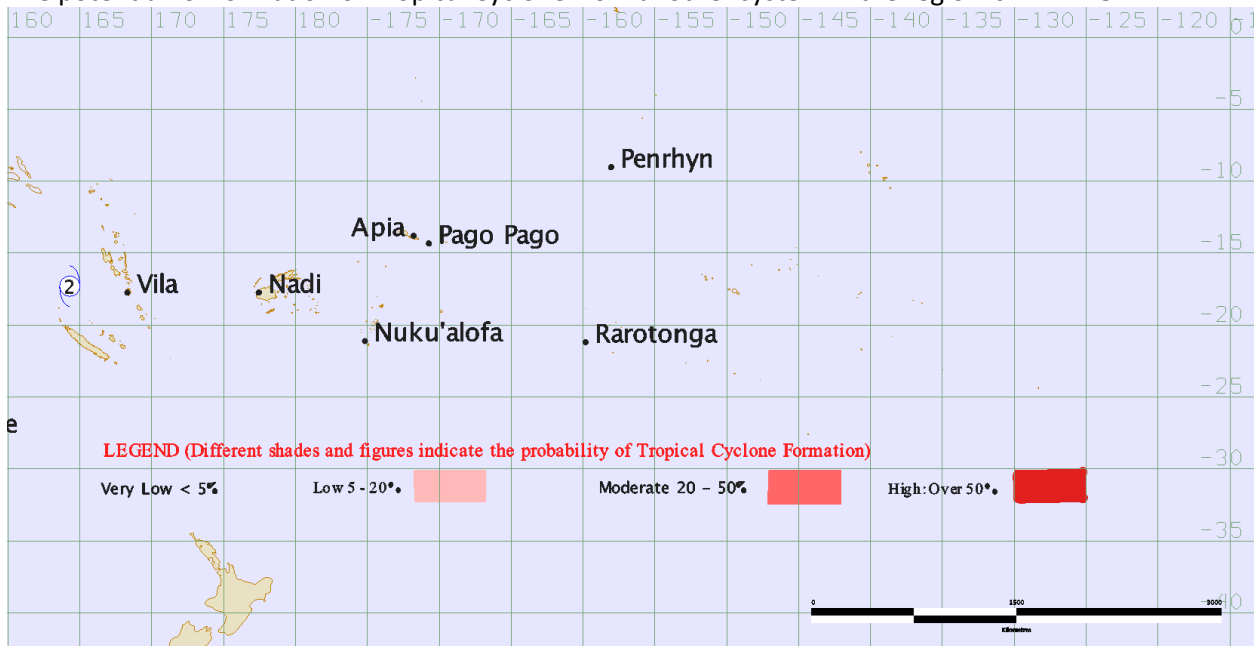 160 165 170 175 180 -175 -170 -165 -160 -155 -150 -145 -140 -135 -130 -125 -120
0
-5
Penrhyn
-10
Apia Pago Pago
-15
2 Vila Nadi
-20
Nuku'alofa Rarotonga
-25
e
LEGEND (Different shades and figures indicate the probability of Tropical Cyclone Formation)
-30
Very Low < 5% Low 5 - 20%. Moderate 20 – 50% High: Over 50%.
-35
0 1500 3000
-40
Kilometres